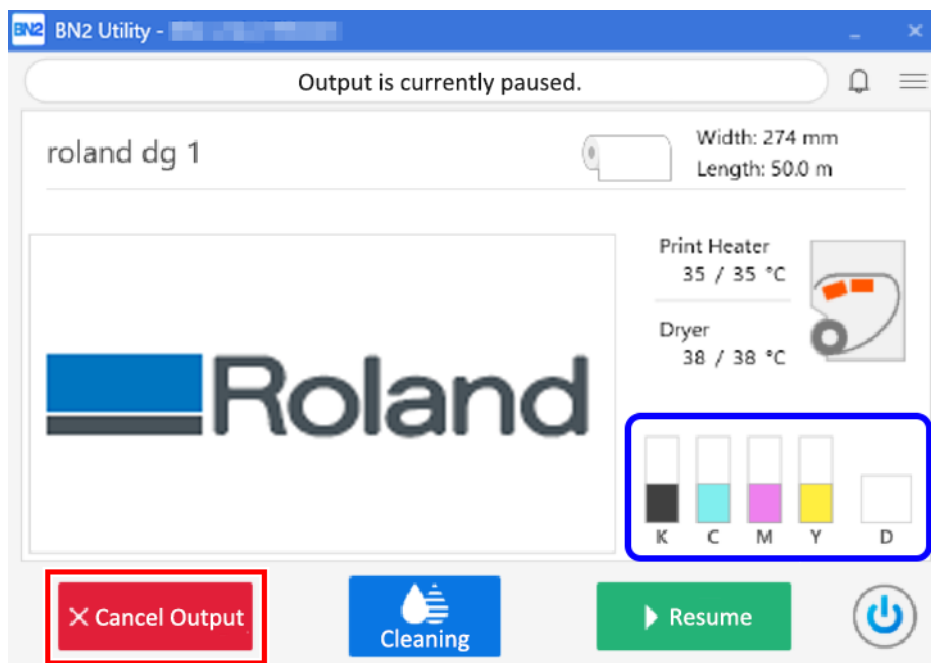 BN2 BN2 Utility -
Output is currently paused.
roland dg 1
Width: 274 mm
Length: 50.0 m
Print Heater
35 / 35 °C
Dryer
38 / 38 °C
Roland
K C M Y D
Cancel Output
Cleaning
Resume